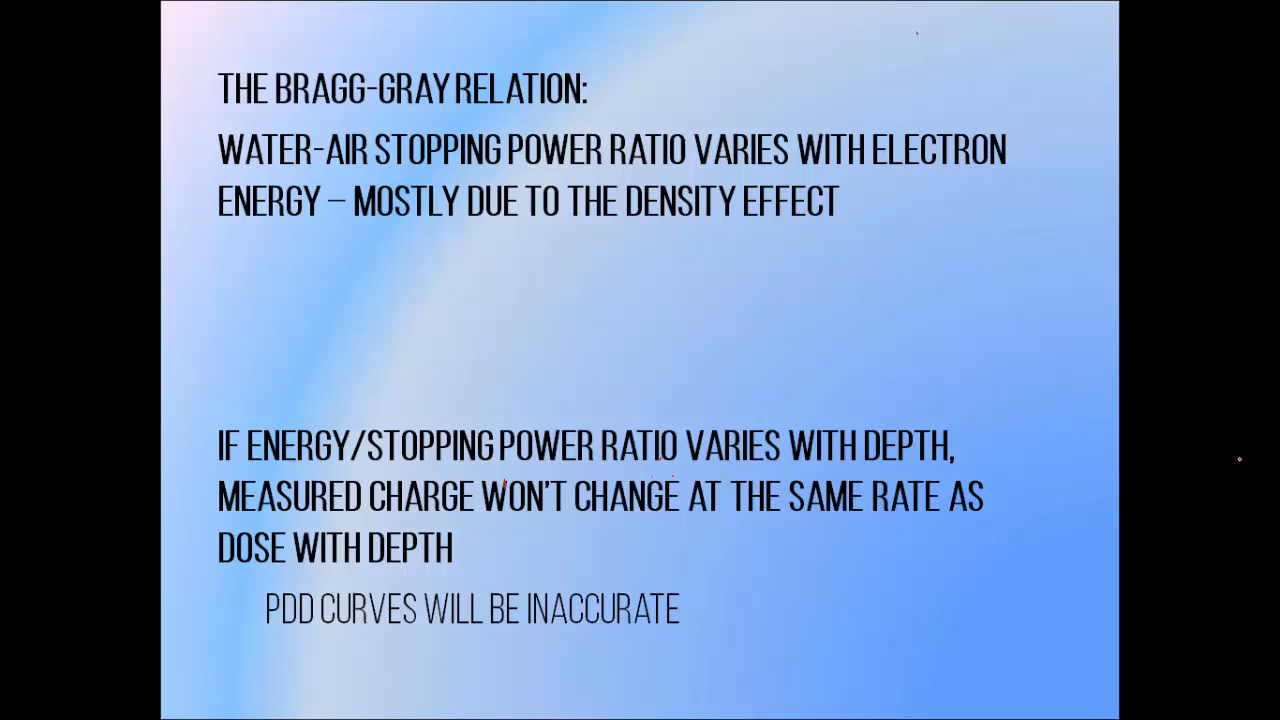 THE BRAGG-GRAY RELATION:
WATER-AIR STOPPING POWER RATIO VARIES WITH ELECTRON
ENERGY – MOSTLY DUE TO THE DENSITY EFFECT
IF ENERGY/STOPPING POWER RATIO VARIES WITH DEPTH,
MEASURED CHARGE WON'T CHANGE AT THE SAME RATE AS
DOSE WITH DEPTH
PDD CURVES WILL BE INACCURATE